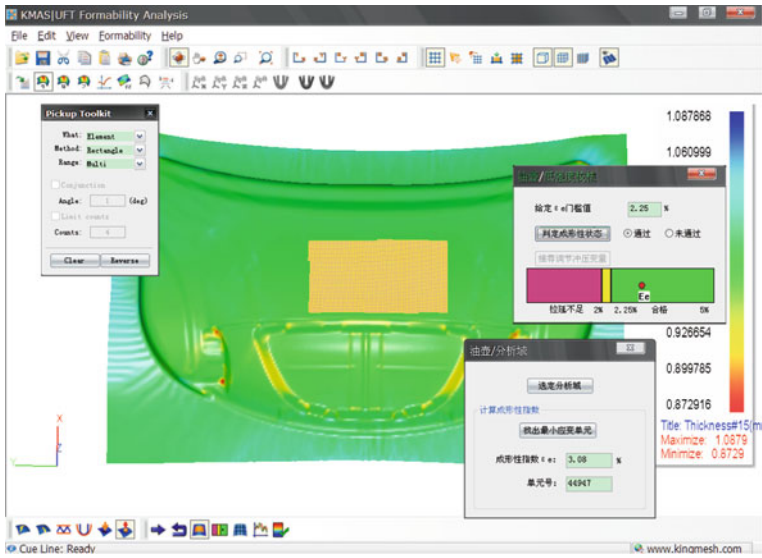 KMAS|UFT Formability Analysis
File Edit View Formability Help
Pickup Toolkit
What: Element
Method: Rectangle
Range: Multi
Conjunction
Angle: 1 (deg)
Limit counts
Counts: 4
Clear Reverse
1.087868
1.060999
给定εe门槛值 2.25 %
判定成形性状态 通过 未通过
推荐调节冲压变量
Ee
拉延不足 2% 2.25% 合格 5%
0.926654
0.899785
0.872916
油壶/分析域
选定分析域
计算成形性指数
找出最小应变单元
成形性指数εe: 3.08 %
单元号: 44947
Title: Thickness#15(m
Maximize: 1.0879
Minimize: 0.8729
X
Y
Z
Cue Line: Ready
www.kingmesh.com